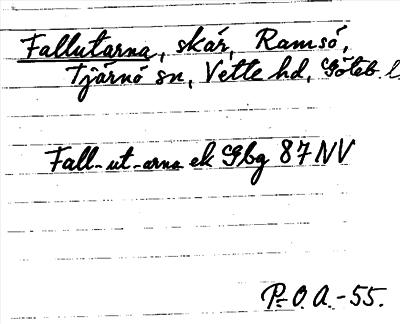 Fallutarna, skär, Ramsö,
Tjärnö sn, Vette hd, Göteb. l
Fall-ut-arna ek Gbg 87 NV
P.O.A.-55.